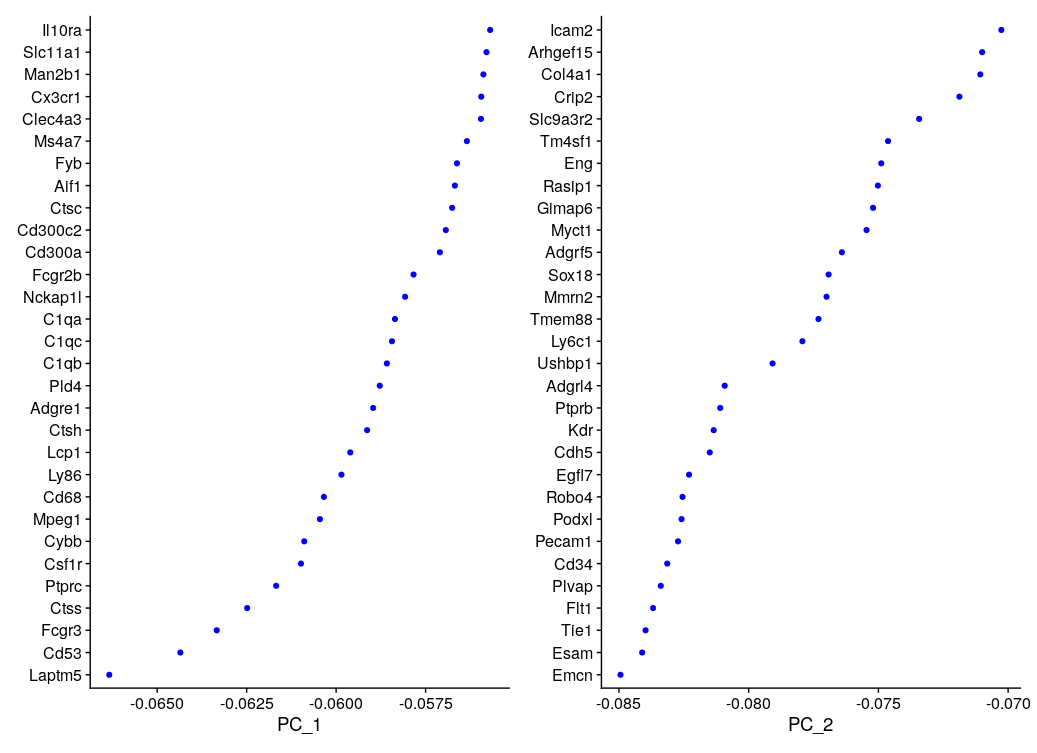 Il10ra
Slc11a1
Man2b1
Cx3cr1
Clec4a3
Ms4a7
Fyb
Aif1
Ctsc
Cd300c2
Cd300a
Fcgr2b
Nckap1l
C1qa
C1qc
C1qb
Pld4
Adgre1
Ctsh
Lcp1
Ly86
Cd68
Mpeg1
Cybb
Csf1r
Ptprc
Ctss
Fcgr3
Cd53
Laptm5
-0.0650 -0.0625 -0.0600 -0.0575
PC_1
Icam2
Arhgef15
Col4a1
Crip2
Slc9a3r2
Tm4sf1
Eng
Rasip1
Gimap6
Myct1
Adgrf5
Sox18
Mmrn2
Tmem88
Ly6c1
Ushbp1
Adgrl4
Ptprb
Kdr
Cdh5
Egfl7
Robo4
Podxl
Pecam1
Cd34
Plvap
Flt1
Tie1
Esam
Emcn
-0.085 -0.080 -0.075 -0.070
PC_2